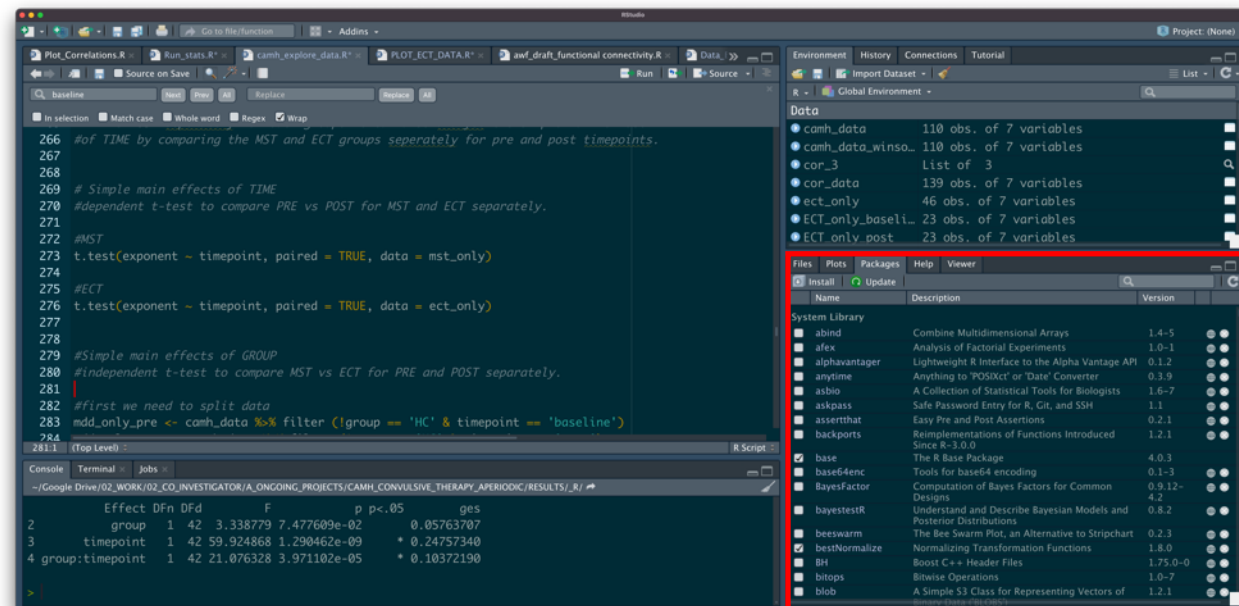 RStudio
Go to file/function
Addins
Project: (None)
Plot_Correlations.R
Run_stats.R*
camh_explore_data.R*
PLOT_ECT_DATA.R*
awf_draft_functional connectivity.R
Data_
Source on Save
Run
Source
baseline
Next
Prev
All
Replace
Replace
All
In selection
Match case
Whole word
Regex
Wrap
266 #of TIME by comparing the MST and ECT groups seperately for pre and post timepoints.
267
268
269 # Simple main effects of TIME
270 #dependent t-test to compare PRE vs POST for MST and ECT separately.
271
272 #MST
273 t.test(exponent ~ timepoint, paired = TRUE, data = mst_only)
274
275 #ECT
276 t.test(exponent ~ timepoint, paired = TRUE, data = ect_only)
277
278
279 #Simple main effects of GROUP
280 #independent t-test to compare MST vs ECT for PRE and POST separately.
281
282 #first we need to split data
283 mdd_only_pre <- camh_data %>% filter (!group == 'HC' & timepoint == 'baseline')
284
281:1 (Top Level)
R Script
Console Terminal Jobs
~/Google Drive/02_WORK/02_CO_INVESTIGATOR/A_ONGOING_PROJECTS/CAMH_CONVULSIVE_THERAPY_APERIODIC/RESULTS/_R/
Effect DFn DFd F p p<.05 ges
2 group 1 42 3.338779 7.477609e-02 0.05763707
3 timepoint 1 42 59.924868 1.290462e-09 * 0.24757340
4 group:timepoint 1 42 21.076328 3.971102e-05 * 0.10372190
>
Environment History Connections Tutorial
Import Dataset
List
R
Global Environment
Data
camh_data 110 obs. of 7 variables
camh_data_winso… 110 obs. of 7 variables
cor_3 List of 3
cor_data 139 obs. of 7 variables
ect_only 46 obs. of 7 variables
ECT_only_baseli… 23 obs. of 7 variables
ECT_only_post 23 obs. of 7 variables
Files Plots Packages Help Viewer
Install Update
Name Description Version
System Library
abind Combine Multidimensional Arrays 1.4-5
afex Analysis of Factorial Experiments 1.0-1
alphavantager Lightweight R Interface to the Alpha Vantage API 0.1.2
anytime Anything to 'POSIXct' or 'Date' Converter 0.3.9
asbio A Collection of Statistical Tools for Biologists 1.6-7
askpass Safe Password Entry for R, Git, and SSH 1.1
assertthat Easy Pre and Post Assertions 0.2.1
backports Reimplementations of Functions Introduced 1.2.1
Since R-3.0.0
base The R Base Package 4.0.3
base64enc Tools for base64 encoding 0.1-3
BayesFactor Computation of Bayes Factors for Common 0.9.12-
Designs 4.2
bayestestR Understand and Describe Bayesian Models and 0.8.2
Posterior Distributions
beeswarm The Bee Swarm Plot, an Alternative to Stripchart 0.2.3
bestNormalize Normalizing Transformation Functions 1.8.0
BH Boost C++ Header Files 1.75.0-0
bitops Bitwise Operations 1.0-7
blob A Simple S3 Class for Representing Vectors of 1.2.1
Binary Data ('BLOBS')